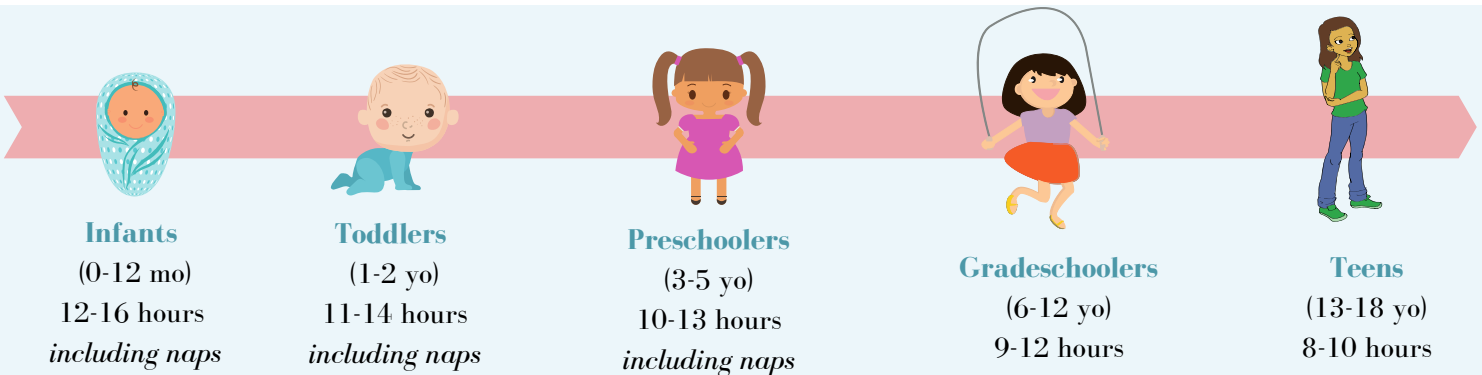 Infants
(0-12 mo)
12-16 hours
including naps
Toddlers
(1-2 yo)
11-14 hours
including naps
Preschoolers
(3-5 yo)
10-13 hours
including naps
Gradeschoolers
(6-12 yo)
9-12 hours
Teens
(13-18 yo)
8-10 hours